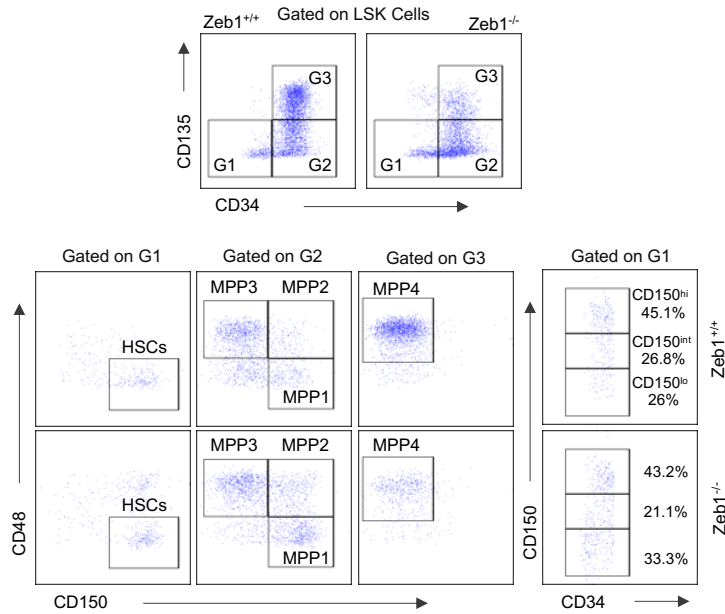 Gated on LSK Cells
Zeb1+/+
Zeb1-/-
CD135
G3
G1
G2
G3
G1
G2
CD34
Gated on G1
Gated on G2
Gated on G3
Gated on G1
HSCs
MPP3
MPP2
MPP1
MPP4
CD150hi
45.1%
CD150int
26.8%
CD150lo
26%
Zeb1+/+
HSCs
MPP3
MPP2
MPP1
MPP4
43.2%
21.1%
33.3%
Zeb1-/-
CD48
CD150
CD150
CD34